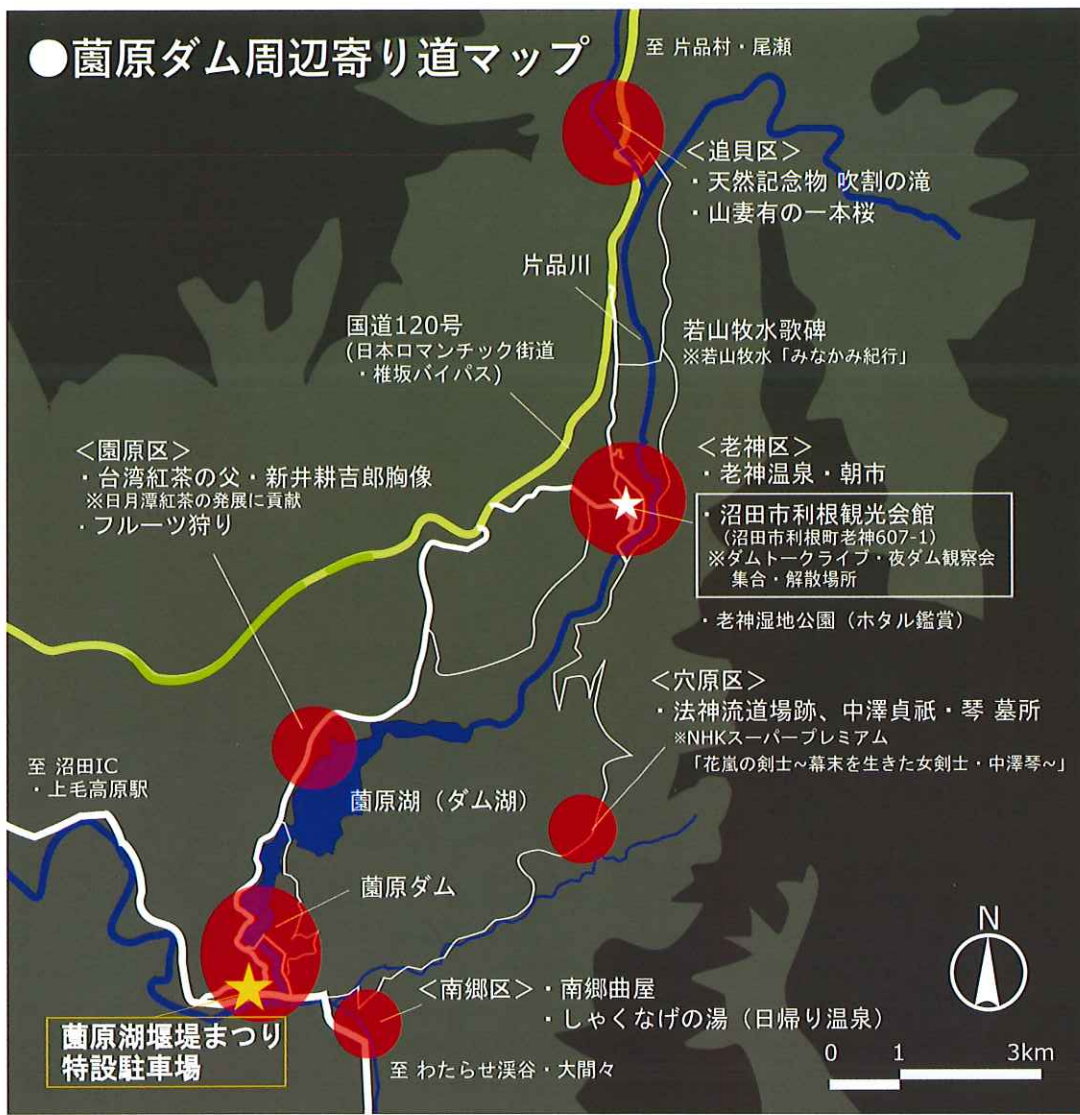 ●薗原ダム周辺寄り道マップ
至 片品村・尾瀬
<追貝区>
・天然記念物 吹割の滝
・山妻有の一本桜
片品川
国道120号
(日本ロマンチック街道
・椎坂バイパス)
若山牧水歌碑
※若山牧水「みなかみ紀行」
<園原区>
・台湾紅茶の父・新井耕吉郎胸像
※日月潭紅茶の発展に貢献
・フルーツ狩り
<老神区>
・老神温泉・朝市
・沼田市利根観光会館
(沼田市利根町老神607-1)
※ダムトークライブ・夜ダム観察会
集合・解散場所
・老神湿地公園（ホタル鑑賞）
<穴原区>
・法神流道場跡、中澤貞祇・琴 墓所
※NHKスーパープレミアム
「花嵐の剣士~幕末を生きた女剣士・中澤琴~」
至 沼田IC
・上毛高原駅
薗原湖（ダム湖）
薗原ダム
N
<南郷区>・南郷曲屋
・しゃくなげの湯（日帰り温泉）
薗原湖堰堤まつり
特設駐車場
至 わたらせ渓谷・大間々
0 1 3km